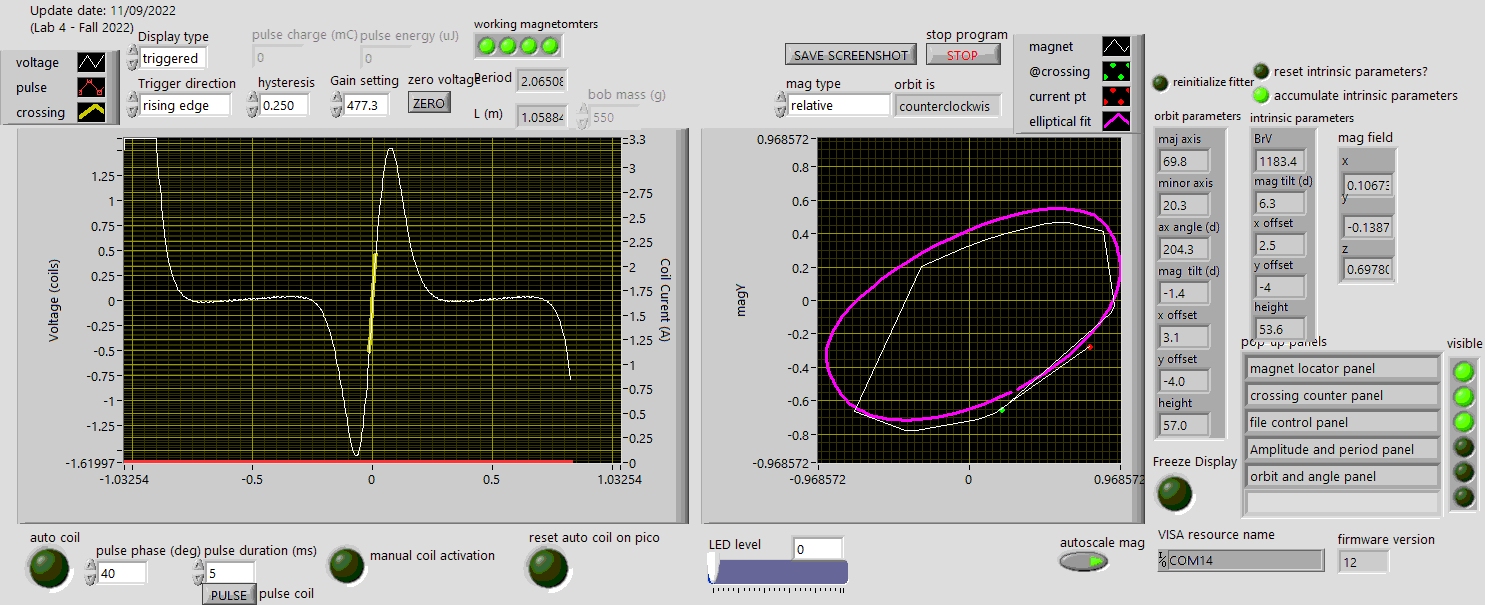 Update date: 11/09/2022
(Lab 4 - Fall 2022)
voltage
pulse
crossing
Display type
triggered
Trigger direction
rising edge
pulse charge (mC)
0
pulse energy (uJ)
0
hysteresis
0.250
Gain setting
477.3
zero voltage
ZERO
working magnetomters
Period
2.0650
L (m)
1.0588
bob mass (g)
550
stop program
SAVE SCREENSHOT
STOP
mag type
relative
orbit is
counterclockwis
magnet
@crossing
current pt
elliptical fit
reinitialize fitter
reset intrinsic parameters?
accumulate intrinsic parameters
Voltage (coils)
1.25
1
0.75
0.5
0.25
0
-0.25
-0.5
-0.75
-1
-1.25
-1.61997
-1.03254
-0.5
0
0.5
1.03254
3.3
3
2.75
2.5
2.25
2
1.75
1.5
1.25
1
0.75
0.5
0.25
0
Coil Current (A)
magY
0.968572
0.8
0.6
0.4
0.2
0
-0.2
-0.4
-0.6
-0.8
-0.968572
-0.968572
0
0.968572
orbit parameters
maj axis
69.8
minor axis
20.3
ax angle (d)
204.3
mag tilt (d)
-1.4
x offset
3.1
y offset
-4.0
height
57.0
intrinsic parameters
BrV
1183.4
mag tilt (d)
6.3
x offset
2.5
y offset
-4
height
53.6
mag field
x
0.1067
y
-0.1387
z
0.6978
pop up panels
visible
magnet locator panel
crossing counter panel
file control panel
Amplitude and period panel
orbit and angle panel
Freeze Display
auto coil
pulse phase (deg)
40
pulse duration (ms)
5
PULSE
pulse coil
manual coil activation
reset auto coil on pico
LED level
0
autoscale mag
VISA resource name
COM14
firmware version
12